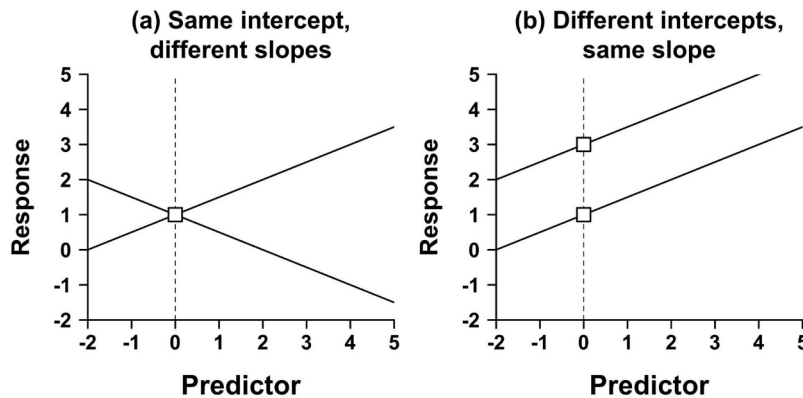 (a) Same intercept,
different slopes
5
4
3
2
1
0
-1
-2
Response
-2 -1 0 1 2 3 4 5
Predictor
(b) Different intercepts,
same slope
5
4
3
2
1
0
-1
-2
Response
-2 -1 0 1 2 3 4 5
Predictor